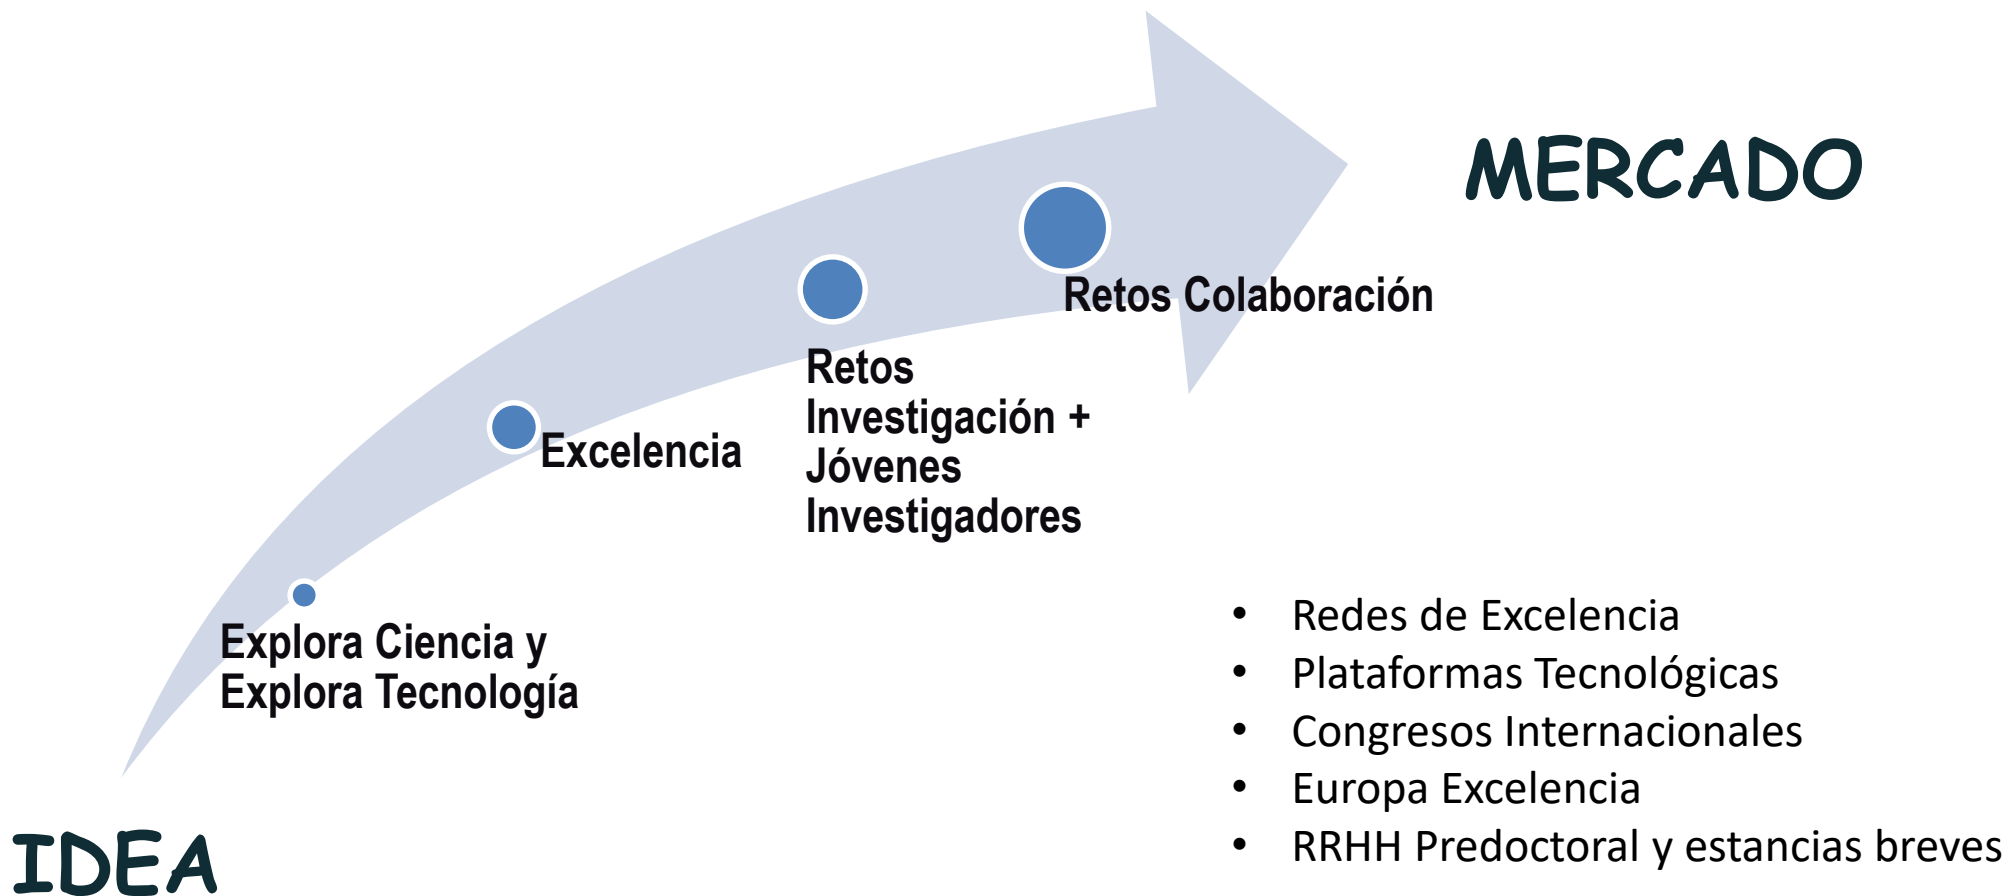 MERCADO
Retos Colaboración
Retos
Investigación +
Jóvenes
Investigadores
Excelencia
Explora Ciencia y
Explora Tecnología
IDEA
• Redes de Excelencia
• Plataformas Tecnológicas
• Congresos Internacionales
• Europa Excelencia
• RRHH Predoctoral y estancias breves